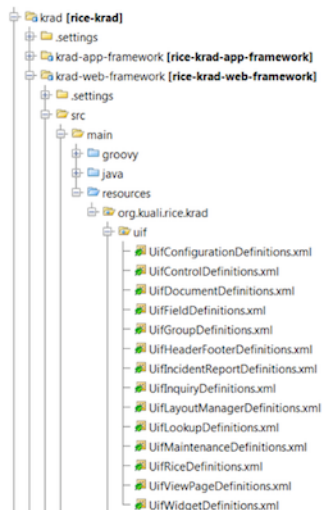 krad [rice-krad]
.settings
krad-app-framework [rice-krad-app-framework]
krad-web-framework [rice-krad-web-framework]
.settings
src
main
groovy
java
resources
org.kuali.rice.krad
uif
UifConfigurationDefinitions.xml
UifControlDefinitions.xml
UifDocumentDefinitions.xml
UifFieldDefinitions.xml
UifGroupDefinitions.xml
UifHeaderFooterDefinitions.xml
UifIncidentReportDefinitions.xml
UifInquiryDefinitions.xml
UifLayoutManagerDefinitions.xml
UifLookupDefinitions.xml
UifMaintenanceDefinitions.xml
UifRiceDefinitions.xml
UifViewPageDefinitions.xml
UifWidgetDefinitions.xml